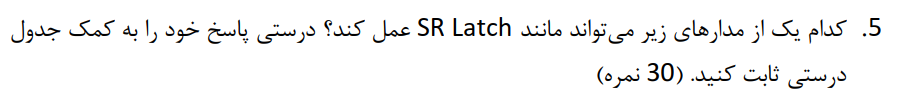 5. کدام یک از مدارهای زیر می‌تواند مانند SR Latch عمل کند؟ درستی پاسخ خود را به کمک جدول
درستی ثابت کنید. (30 نمره)